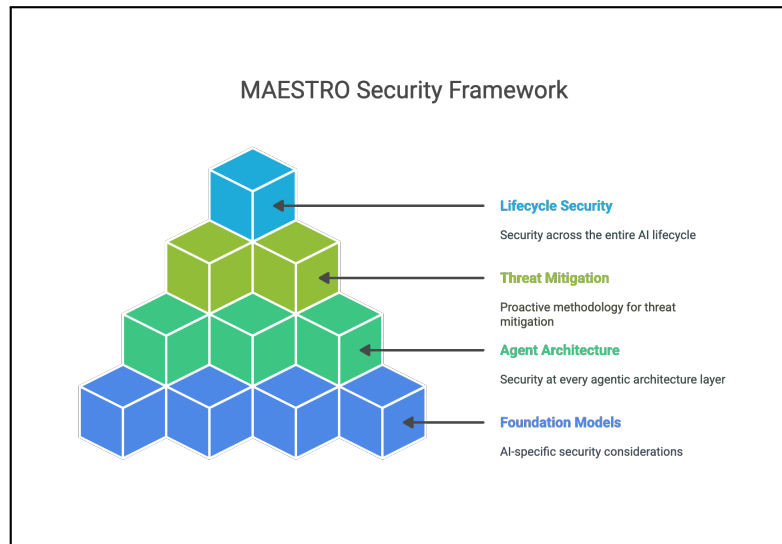 MAESTRO Security Framework
Lifecycle Security
Security across the entire AI lifecycle
Threat Mitigation
Proactive methodology for threat
mitigation
Agent Architecture
Security at every agentic architecture layer
Foundation Models
AI-specific security considerations